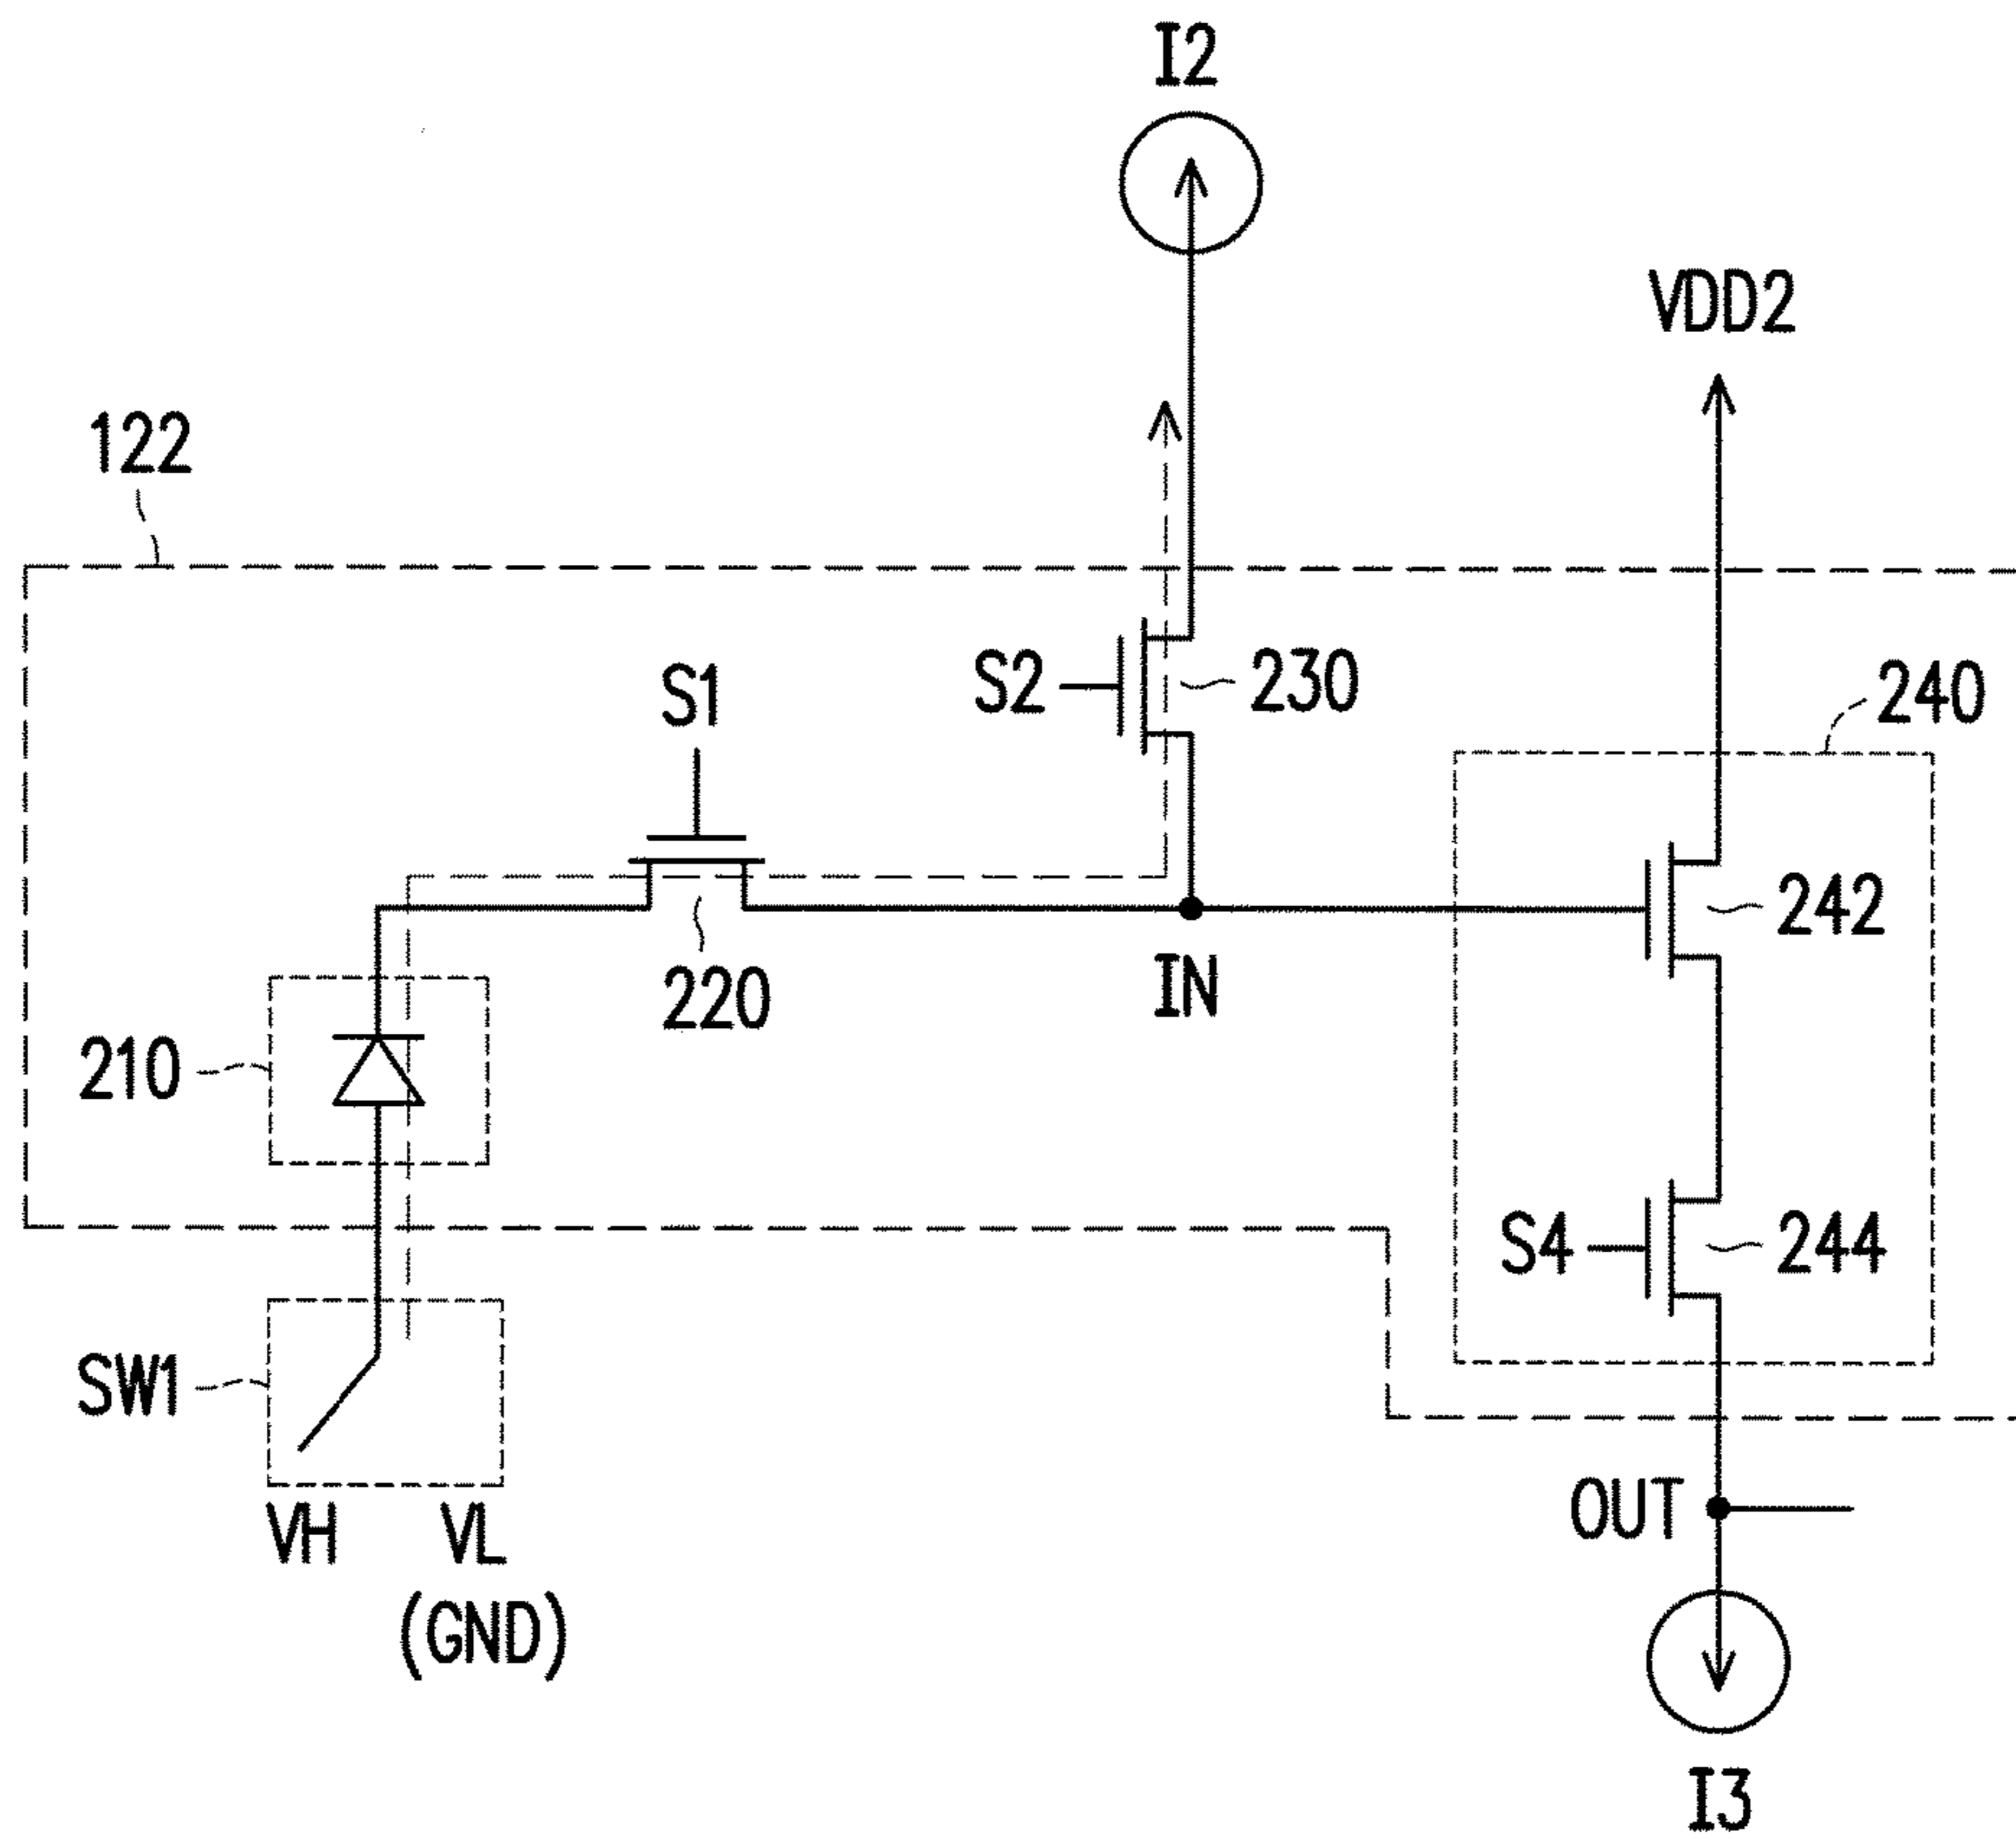 I2
VDD2
122
S1
S2
230
240
220
IN
242
210
S4
244
SW1
VH
VL
(GND)
OUT
I3